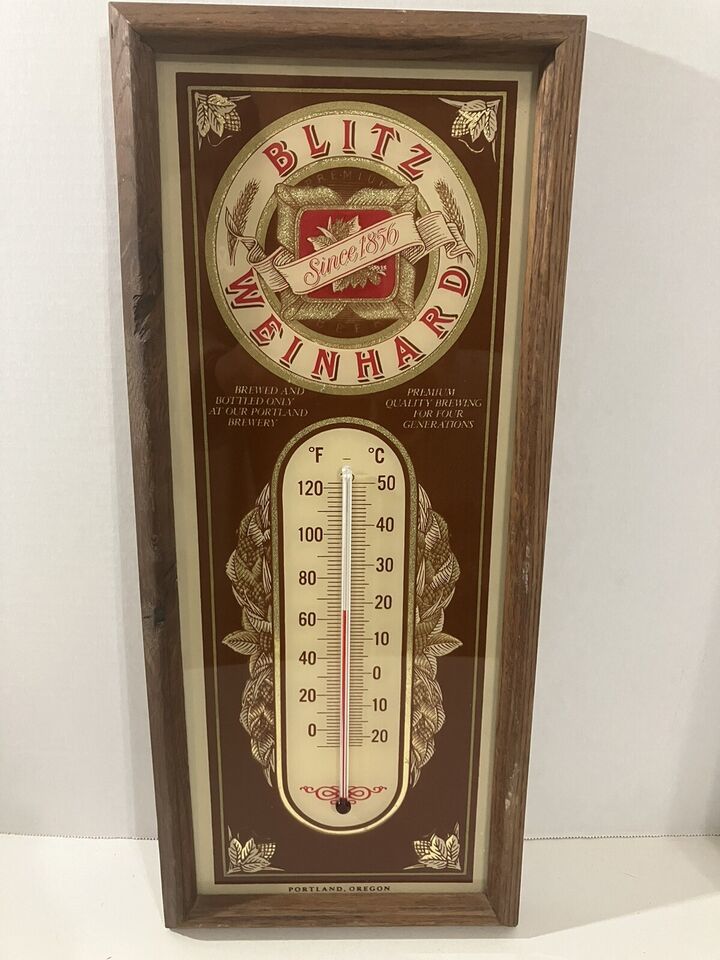 BLITZ
PREMIUM
Since 1856
BEER
WEINHARD
BREWED AND
BOTTLED ONLY
AT OUR PORTLAND
BREWERY
PREMIUM
QUALITY BREWING
FOR FOUR
GENERATIONS
°F °C
120 50
100 40
80 30
60 20
40 10
20 0
0 10
20
PORTLAND, OREGON